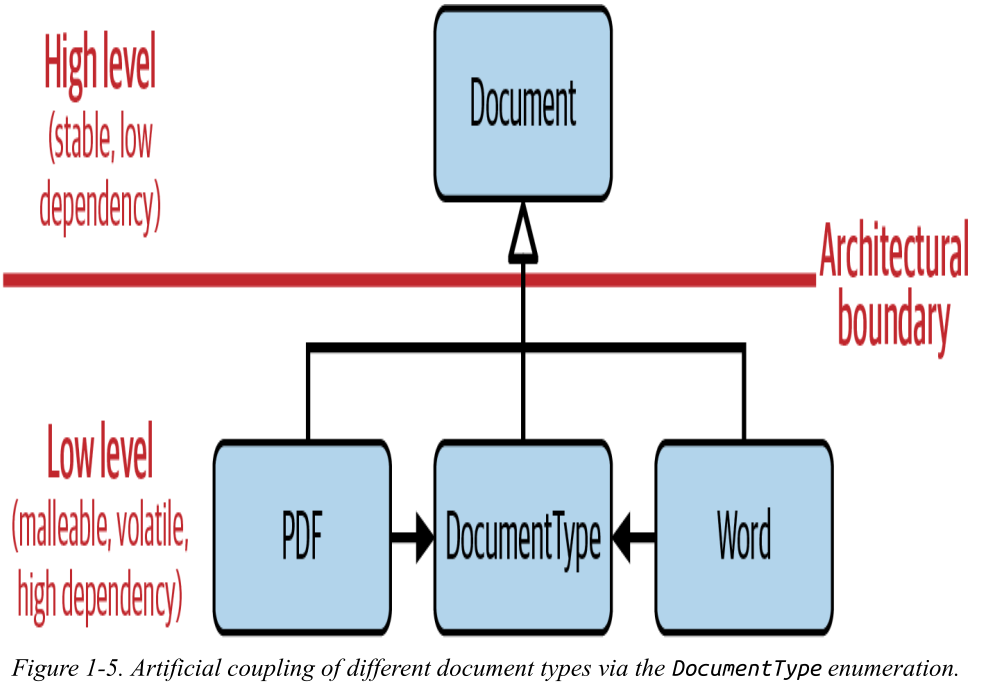 High level
(stable, low
dependency)
Document
Architectural
boundary
Low level
(malleable, volatile,
high dependency)
PDF
DocumentType
Word
Figure 1-5. Artificial coupling of different document types via the DocumentType enumeration.